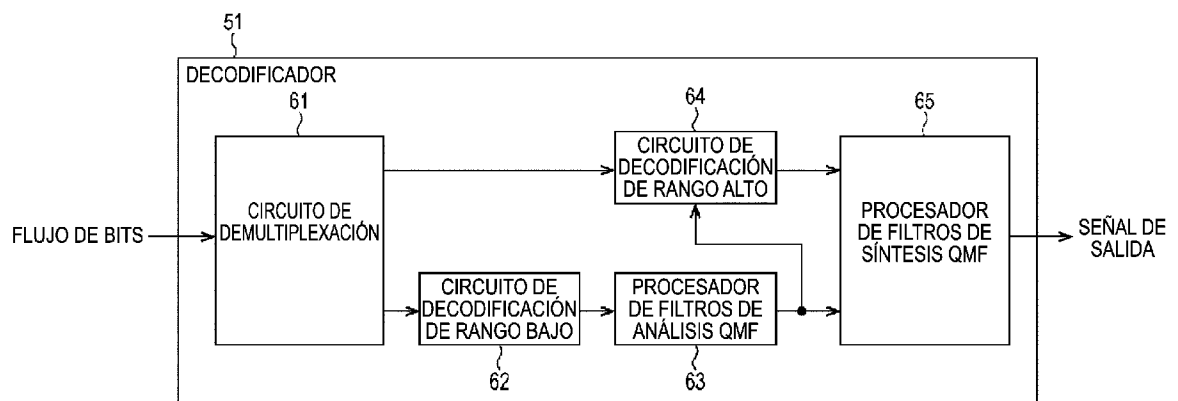 51
DECODIFICADOR
61
64
65
CIRCUITO DE
DECODIFICACIÓN
DE RANGO ALTO
CIRCUITO DE
DEMULTIPLEXACIÓN
PROCESADOR
DE FILTROS DE
SÍNTESIS QMF
FLUJO DE BITS
SEÑAL DE
SALIDA
CIRCUITO DE
DECODIFICACIÓN
DE RANGO BAJO
PROCESADOR
DE FILTROS DE
ANÁLISIS QMF
62
63